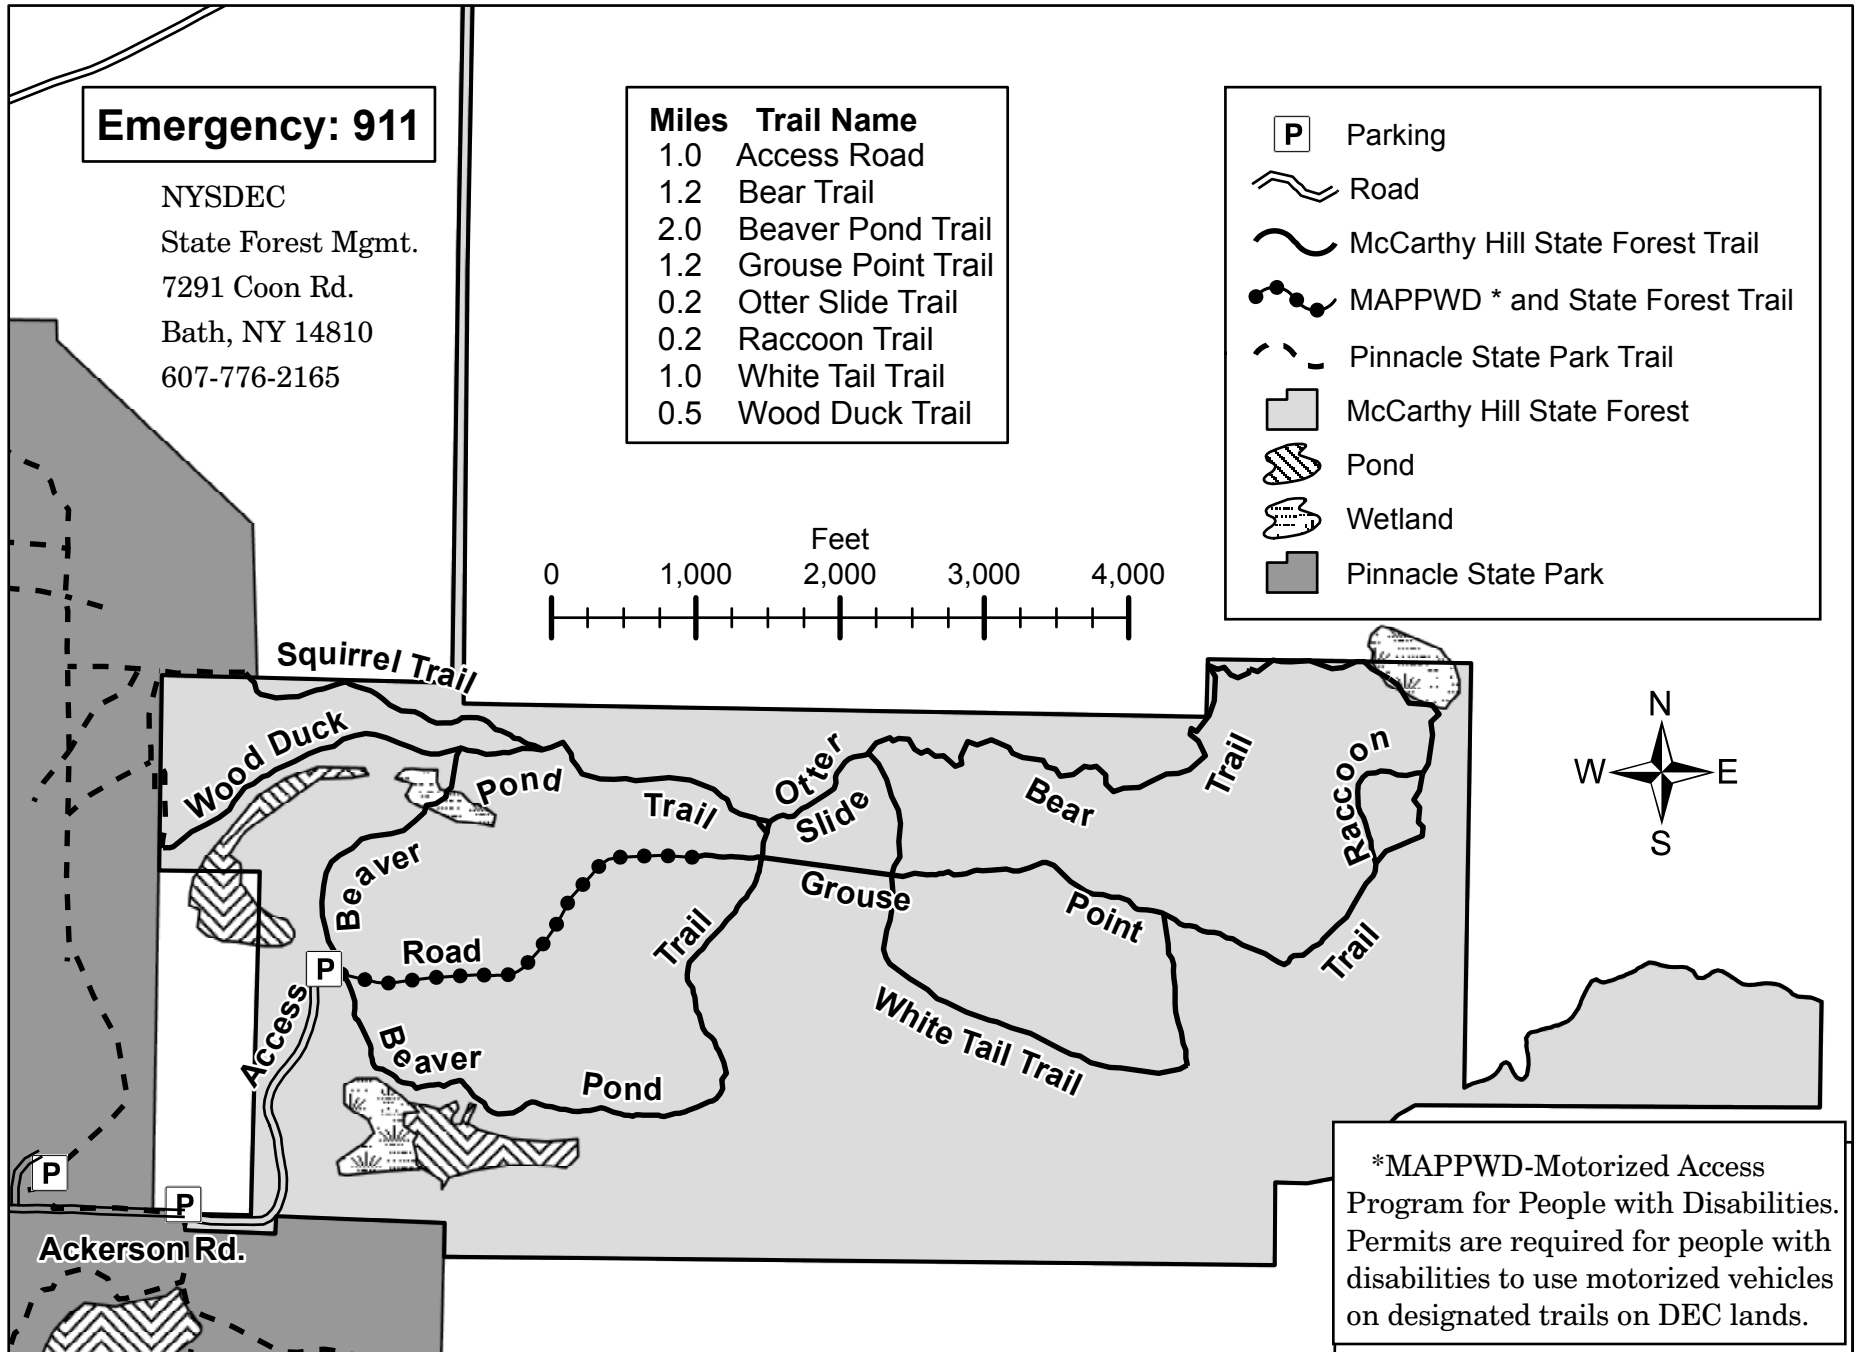 Emergency: 911
NYSDEC
State Forest Mgmt.
7291 Coon Rd.
Bath, NY 14810
607-776-2165
Miles Trail Name
1.0 Access Road
1.2 Bear Trail
2.0 Beaver Pond Trail
1.2 Grouse Point Trail
0.2 Otter Slide Trail
0.2 Raccoon Trail
1.0 White Tail Trail
0.5 Wood Duck Trail
P Parking
Road
McCarthy Hill State Forest Trail
MAPPWD * and State Forest Trail
Pinnacle State Park Trail
McCarthy Hill State Forest
Pond
Wetland
Pinnacle State Park
Feet
0 1,000 2,000 3,000 4,000
N
W E
S
Squirrel Trail
Wood Duck
Beaver
Pond
Trail
Otter
Slide
Bear
Trail
Raccoon
Grouse
Point
Trail
Access
Road
P
Beaver
Pond
Trail
White Tail Trail
P
P
Ackerson Rd.
*MAPPWD-Motorized Access
Program for People with Disabilities.
Permits are required for people with
disabilities to use motorized vehicles
on designated trails on DEC lands.